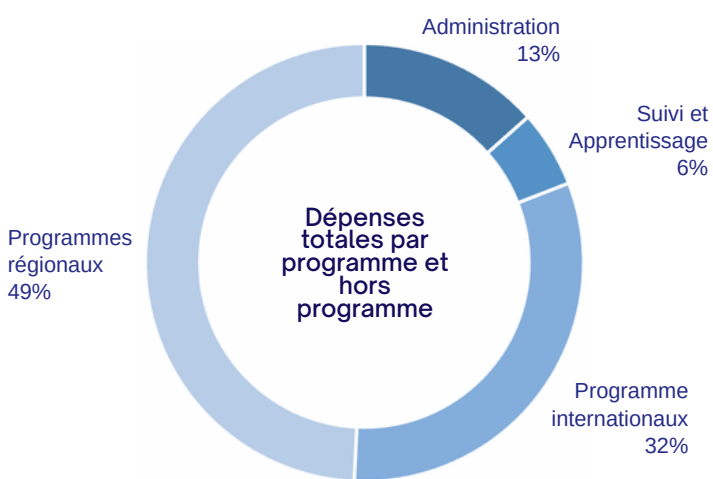 Administration
13%
Suivi et
Apprentissage
6%
Programmes
régionaux
49%
Dépenses
totales par
programme et
hors
programme
Programme
internationaux
32%